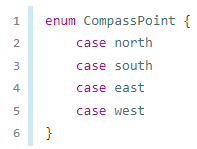 1 enum CompassPoint {
2     case north
3     case south
4     case east
5     case west
6 }